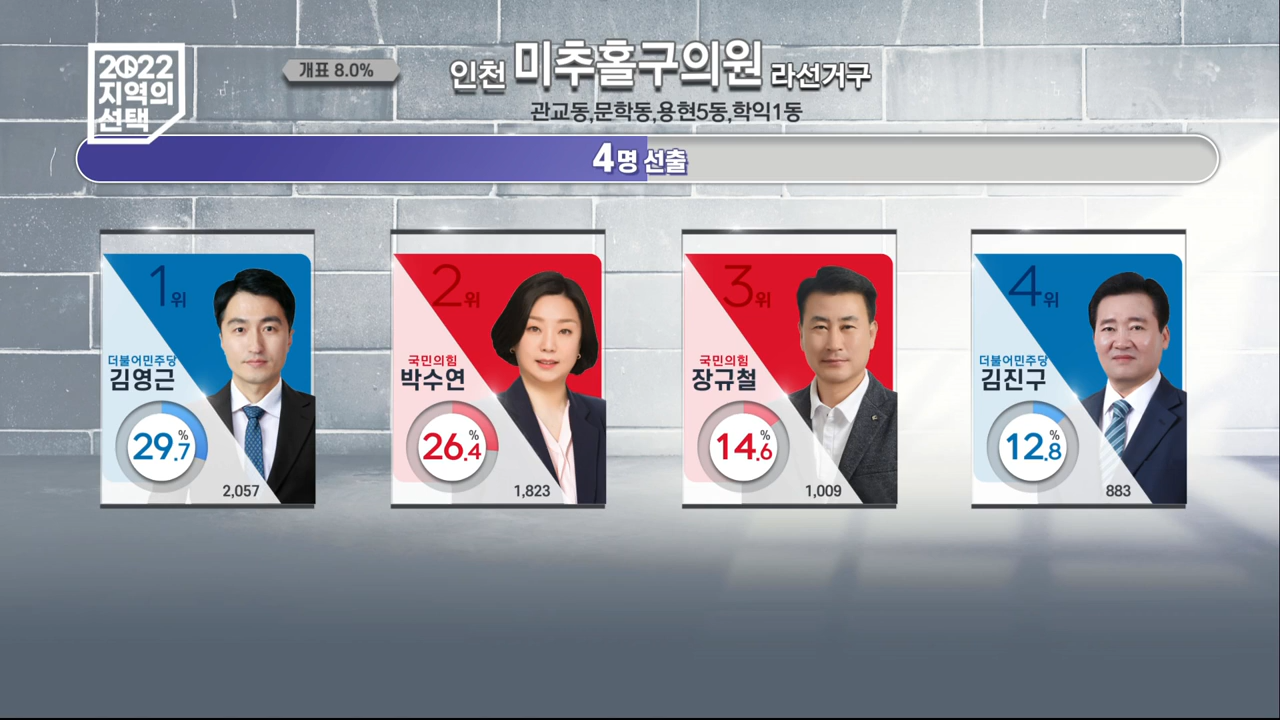 2022
지역의
선택
개표 8.0%
인천 미추홀구의원 라선거구
관교동,문학동,용현5동,학익1동
4명 선출
1위
더불어민주당
김영근
29.7%
2,057
2위
국민의힘
박수연
26.4%
1,823
3위
국민의힘
장규철
14.6%
1,009
4위
더불어민주당
김진구
12.8%
883